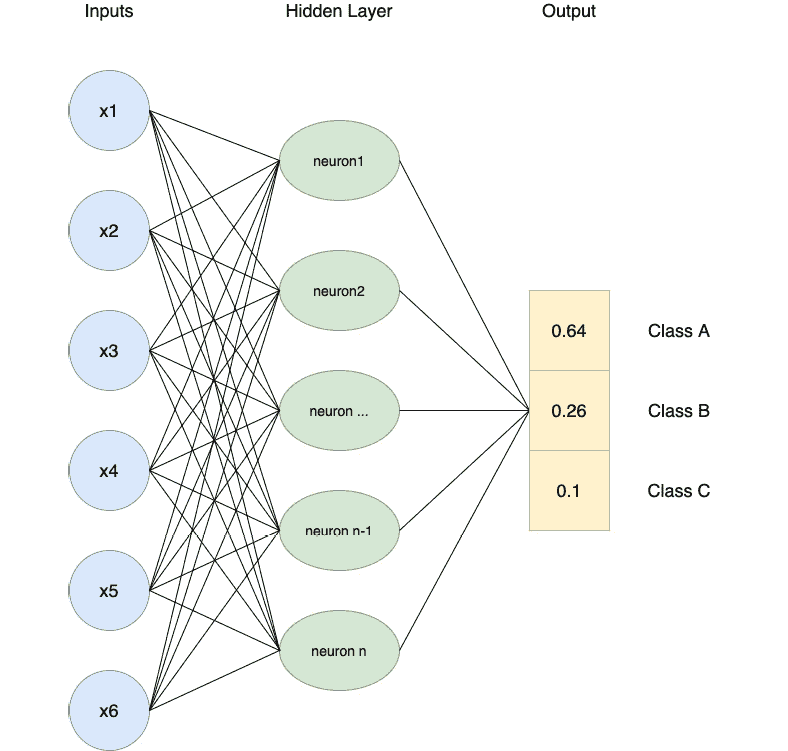 Inputs
Hidden Layer
Output
x1
x2
x3
x4
x5
x6
neuron1
neuron2
neuron ...
neuron n-1
neuron n
0.64
Class A
0.26
Class B
0.1
Class C